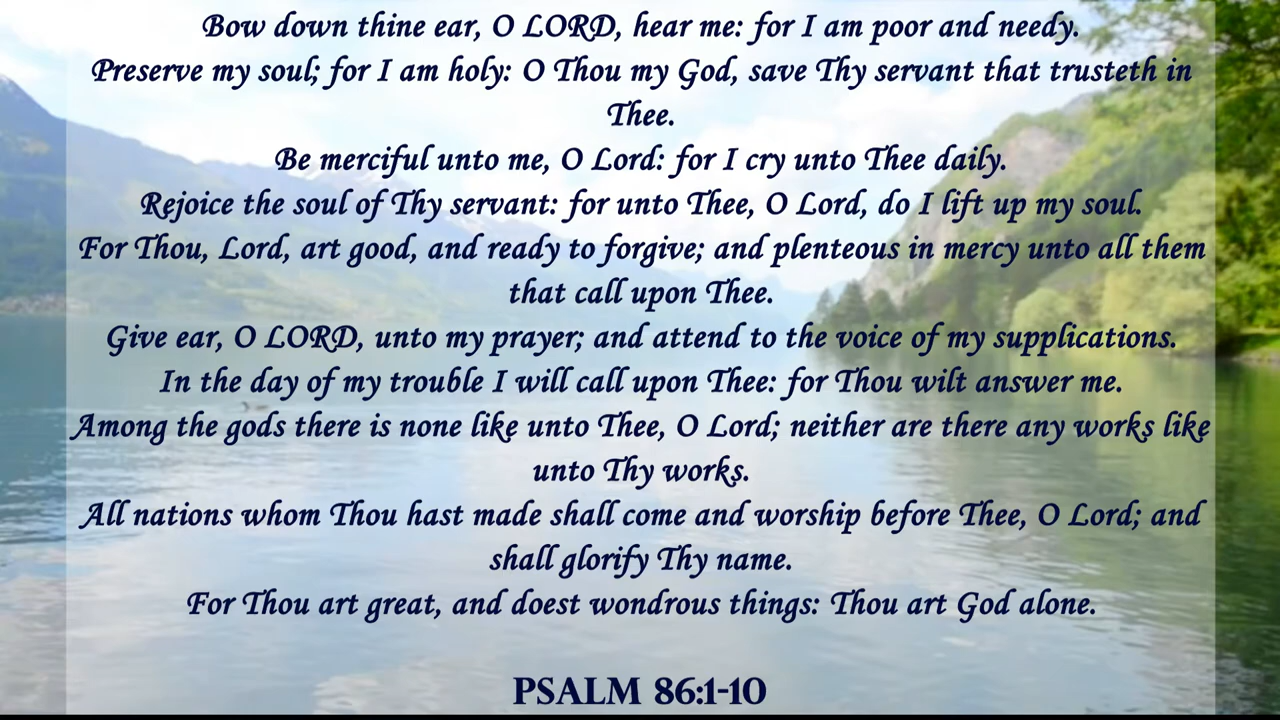 Bow down thine ear, O LORD, hear me: for I am poor and needy.
Preserve my soul; for I am holy: O Thou my God, save Thy servant that trusteth in
Thee.
Be merciful unto me, O Lord: for I cry unto Thee daily.
Rejoice the soul of Thy servant: for unto Thee, O Lord, do I lift up my soul.
For Thou, Lord, art good, and ready to forgive; and plenteous in mercy unto all them
that call upon Thee.
Give ear, O LORD, unto my prayer; and attend to the voice of my supplications.
In the day of my trouble I will call upon Thee: for Thou wilt answer me.
Among the gods there is none like unto Thee, O Lord; neither are there any works like
unto Thy works.
All nations whom Thou hast made shall come and worship before Thee, O Lord; and
shall glorify Thy name.
For Thou art great, and doest wondrous things: Thou art God alone.
PSALM 86:1-10